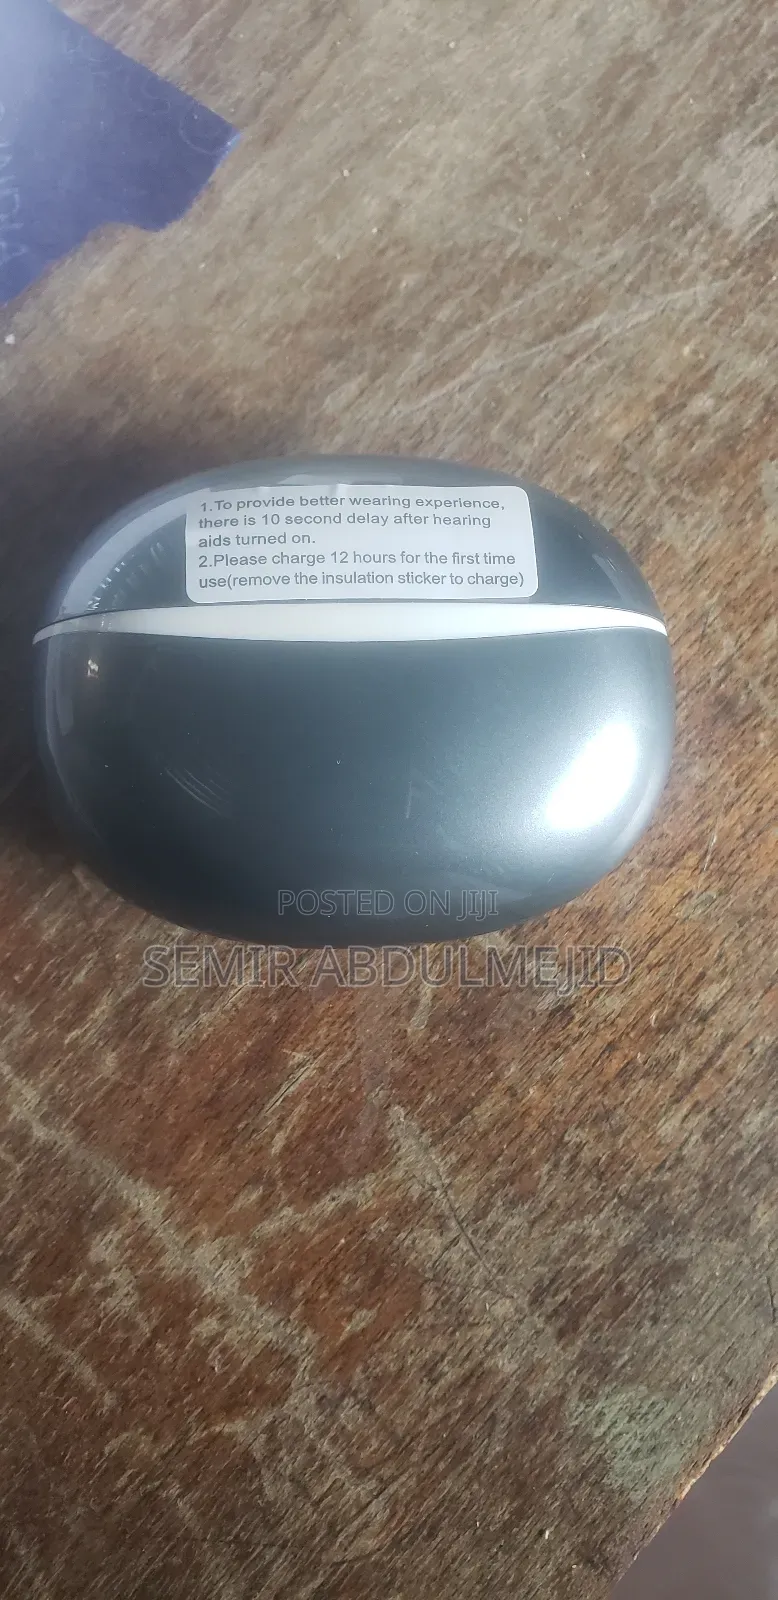 1.To provide better wearing experience,
there is 10 second delay after hearing
aids turned on.
2.Please charge 12 hours for the first time
use(remove the insulation sticker to charge)
POSTED ON JIJI
SEMIR ABDULMEJID